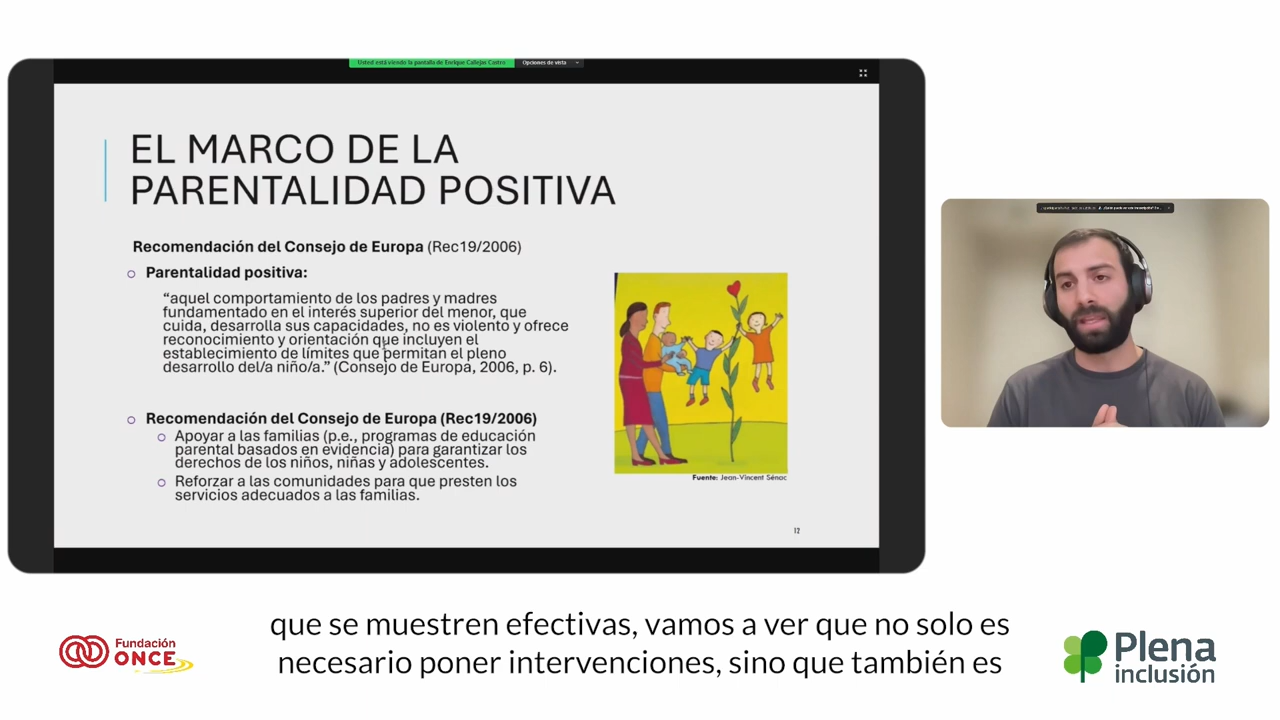 Usted está viendo la pantalla de Enrique Callejas Castro
Opciones de vista
EL MARCO DE LA
PARENTALIDAD POSITIVA
Recomendación del Consejo de Europa (Rec19/2006)
Parentalidad positiva:
“aquel comportamiento de los padres y madres
fundamentado en el interés superior del menor, que
cuida, desarrolla sus capacidades, no es violento y ofrece
reconocimiento y orientación que incluyen el
establecimiento de límites que permitan el pleno
desarrollo del/a niño/a.” (Consejo de Europa, 2006, p. 6).
Recomendación del Consejo de Europa (Rec19/2006)
Apoyar a las familias (p.e., programas de educación
parental basados en evidencia) para garantizar los
derechos de los niños, niñas y adolescentes.
Reforzar a las comunidades para que presten los
servicios adecuados a las familias.
Fuente: Jean-Vincent Sénac
12
que se muestren efectivas, vamos a ver que no solo es
necesario poner intervenciones, sino que también es
Fundación
ONCE
Plena
inclusión